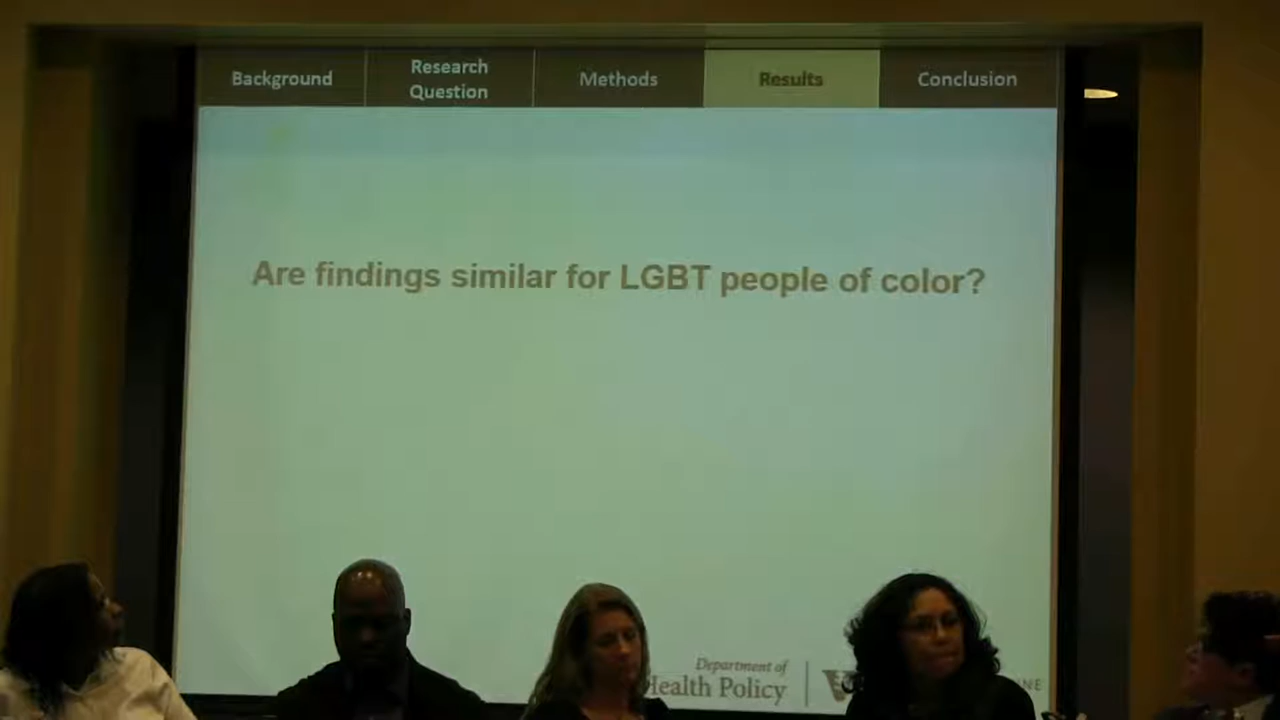 Background
Research
Question
Methods
Results
Conclusion
Are findings similar for LGBT people of color?
Department of
Health Policy